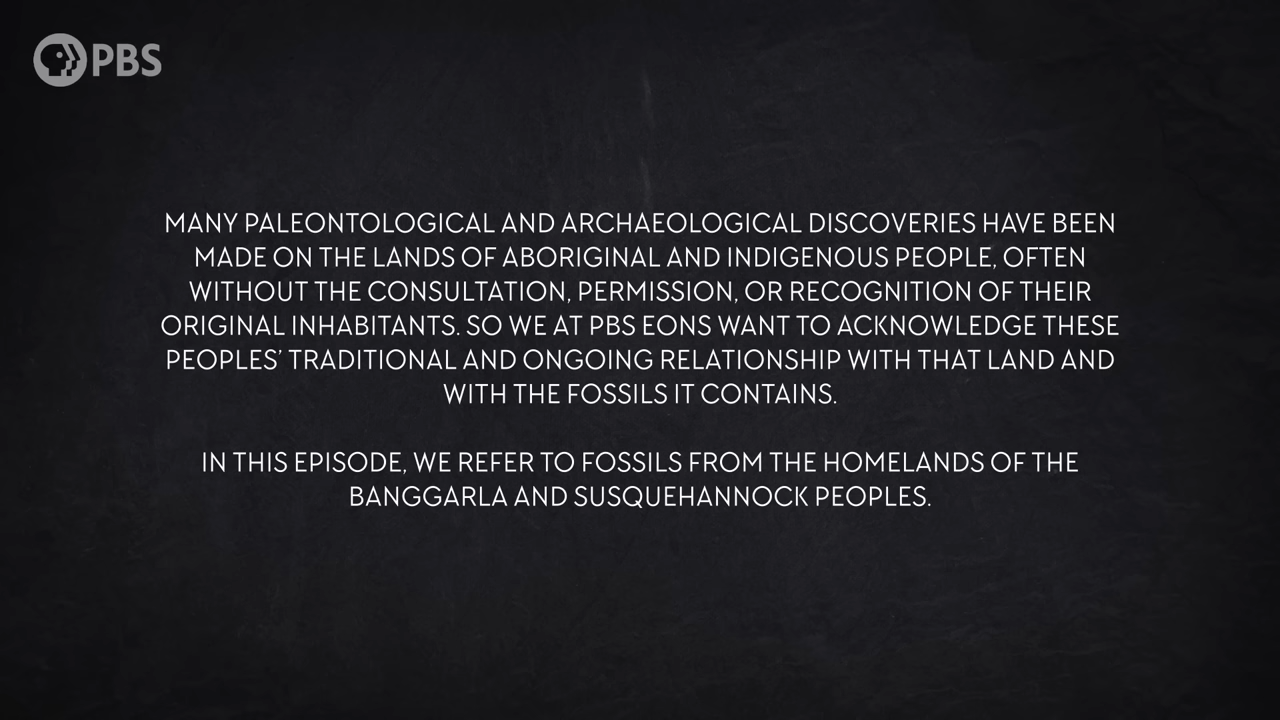 PBS
MANY PALEONTOLOGICAL AND ARCHAEOLOGICAL DISCOVERIES HAVE BEEN
MADE ON THE LANDS OF ABORIGINAL AND INDIGENOUS PEOPLE, OFTEN
WITHOUT THE CONSULTATION, PERMISSION, OR RECOGNITION OF THEIR
ORIGINAL INHABITANTS. SO WE AT PBS EONS WANT TO ACKNOWLEDGE THESE
PEOPLES’ TRADITIONAL AND ONGOING RELATIONSHIP WITH THAT LAND AND
WITH THE FOSSILS IT CONTAINS.
IN THIS EPISODE, WE REFER TO FOSSILS FROM THE HOMELANDS OF THE
BANGGARLA AND SUSQUEHANNOCK PEOPLES.